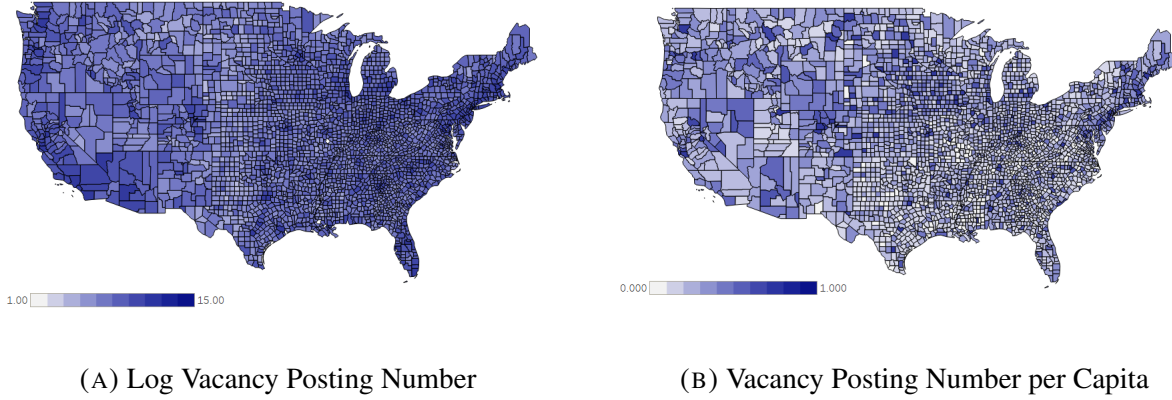 1.00 15.00
0.000 1.000
(A) Log Vacancy Posting Number
(B) Vacancy Posting Number per Capita